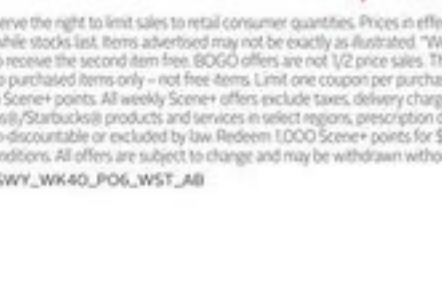 erve the right to limit sales to retail consumer quantities. Prices in effe
while stocks last. Items advertised may not be exactly as illustrated. "W
o receive the second item free. BOGO offers are not 1/2 price sales. Th
o purchased items only – not free items. Limit one coupon per purcha
Scene+ points. All weekly Scene+ offers exclude taxes, delivery charg
s®/Starbucks® products and services in select regions, prescription d
o discountable or excluded by law. Redeem 1,000 Scene+ points for $
nditions. All offers are subject to change and may be withdrawn witho
SWY_WK40_P06_WST_AB